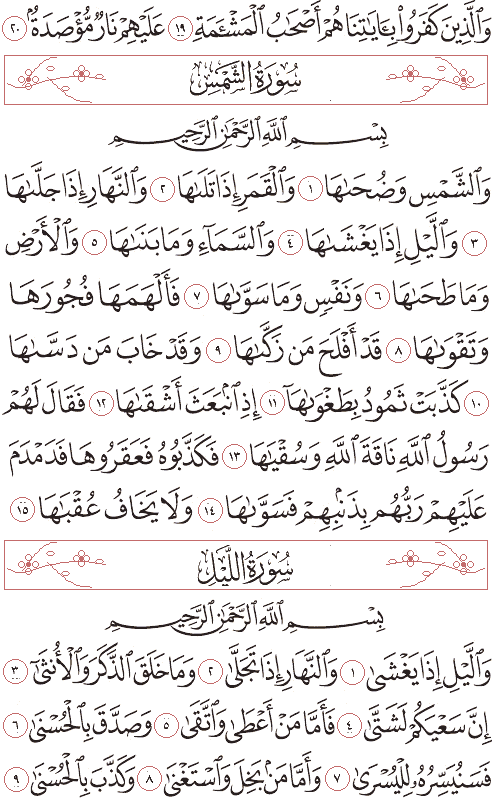 وَٱلَّذِينَ كَفَرُوا۟ بِـَٔايَـٰتِنَا هُمْ أَصْحَـٰبُ ٱلْمَشْـَٔمَةِ ١٩ عَلَيْهِمْ نَارٌ مُّؤْصَدَةٌۢ ٢٠
سُورَةُ الشَّمْسِ
بِسْمِ ٱللَّهِ ٱلرَّحْمَـٰنِ ٱلرَّحِيمِ
وَٱلشَّمْسِ وَضُحَىٰهَا ١ وَٱلْقَمَرِ إِذَا تَلَىٰهَا ٢ وَٱلنَّهَارِ إِذَا جَلَّىٰهَا
٣ وَٱلَّيْلِ إِذَا يَغْشَىٰهَا ٤ وَٱلسَّمَآءِ وَمَا بَنَىٰهَا ٥ وَٱلْأَرْضِ
وَمَا طَحَىٰهَا ٦ وَنَفْسٍ وَمَا سَوَّىٰهَا ٧ فَأَلْهَمَهَا فُجُورَهَا
وَتَقْوَىٰهَا ٨ قَدْ أَفْلَحَ مَن زَكَّىٰهَا ٩ وَقَدْ خَابَ مَن دَسَّىٰهَا
١٠ كَذَّبَتْ ثَمُودُ بِطَغْوَىٰهَآ ١١ إِذِ ٱنۢبَعَثَ أَشْقَىٰهَا ١٢ فَقَالَ لَهُمْ
رَسُولُ ٱللَّهِ نَاقَةَ ٱللَّهِ وَسُقْيَـٰهَا ١٣ فَكَذَّبُوهُ فَعَقَرُوهَا فَدَمْدَمَ
عَلَيْهِمْ رَبُّهُم بِذَنۢبِهِمْ فَسَوَّىٰهَا ١٤ وَلَا يَخَافُ عُقْبَـٰهَا ١٥
سُورَةُ اللَّيْلِ
بِسْمِ ٱللَّهِ ٱلرَّحْمَـٰنِ ٱلرَّحِيمِ
وَٱلَّيْلِ إِذَا يَغْشَىٰ ١ وَٱلنَّهَارِ إِذَا تَجَلَّىٰ ٢ وَمَا خَلَقَ ٱلذَّكَرَ وَٱلْأُنثَىٰٓ ٣
إِنَّ سَعْيَكُمْ لَشَتَّىٰ ٤ فَأَمَّا مَنْ أَعْطَىٰ وَٱتَّقَىٰ ٥ وَصَدَّقَ بِٱلْحُسْنَىٰ ٦
فَسَنُيَسِّرُهُۥ لِلْيُسْرَىٰ ٧ وَأَمَّا مَنۢ بَخِلَ وَٱسْتَغْنَىٰ ٨ وَكَذَّبَ بِٱلْحُسْنَىٰ ٩